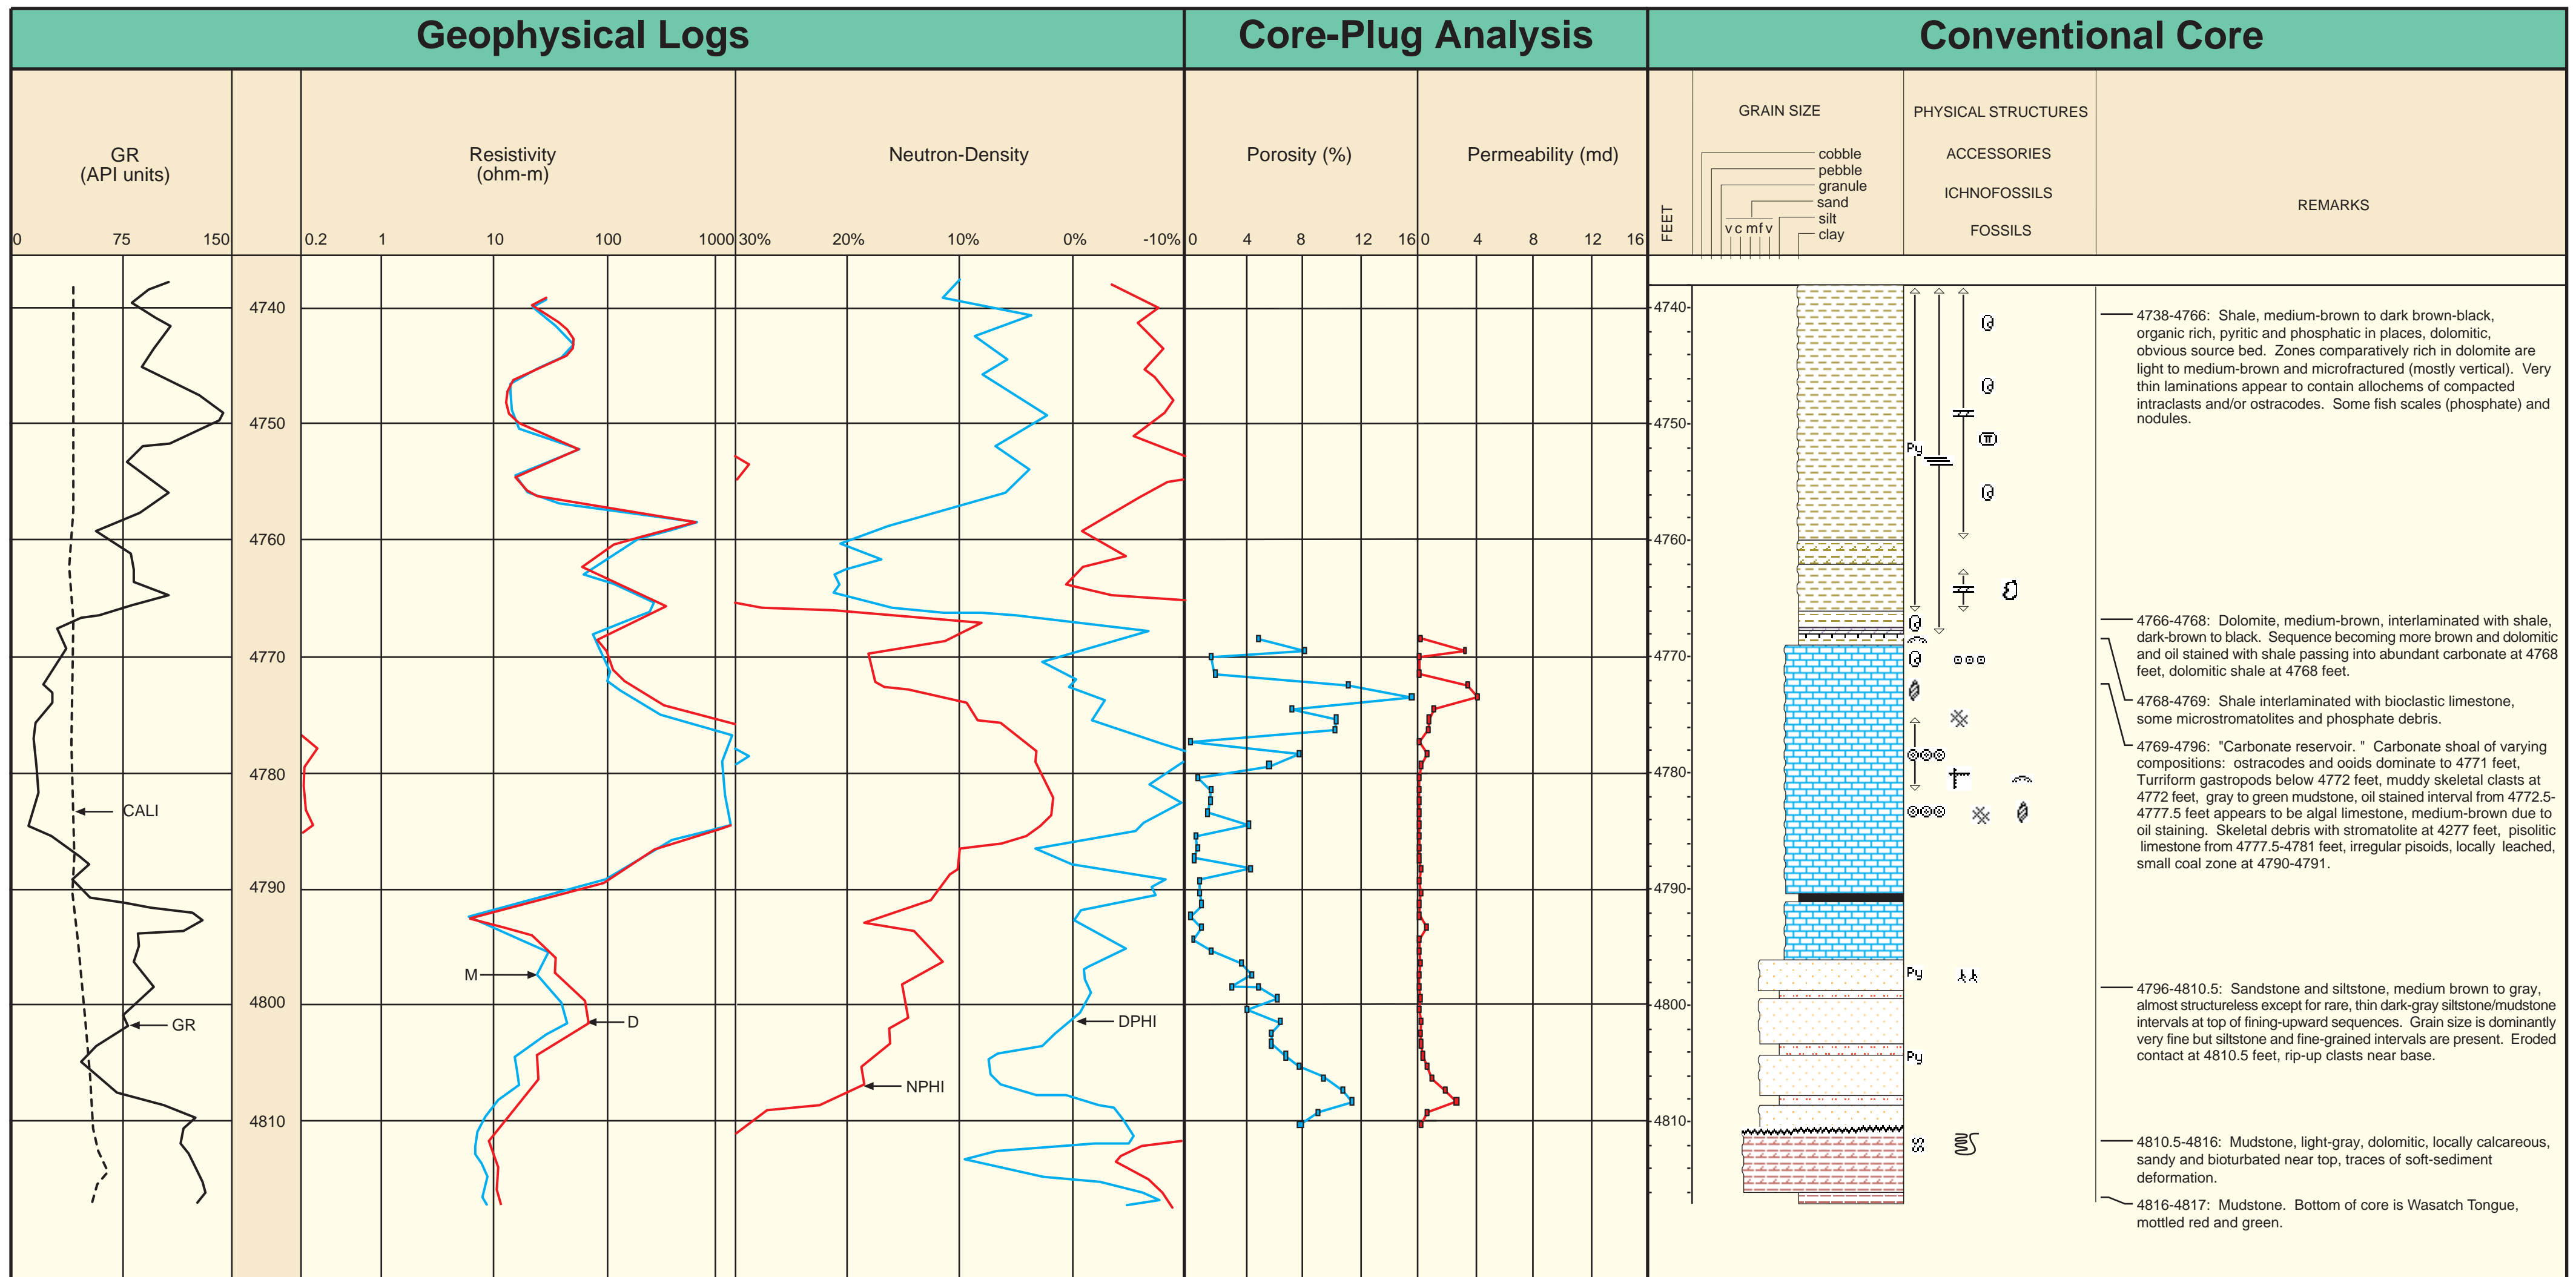 Geophysical Logs
Core-Plug Analysis
Conventional Core
GR
(API units)
Resistivity
(ohm-m)
Neutron-Density
Porosity (%)
Permeability (md)
FEET
GRAIN SIZE
cobble
pebble
granule
sand
silt
clay
v c m f v
PHYSICAL STRUCTURES
ACCESSORIES
ICHNOFOSSILS
FOSSILS
REMARKS
0 75 150
0.2 1 10 100 1000
30% 20% 10% 0% -10%
0 4 8 12 16
0 4 8 12 16
4740
4750
4760
4770
4780
4790
4800
4810
CALI
GR
M
D
NPHI
DPHI
4740
4750
4760
4770
4780
4790
4800
4810
Py
Py
Py
4738-4766: Shale, medium-brown to dark brown-black,
organic rich, pyritic and phosphatic in places, dolomitic,
obvious source bed. Zones comparatively rich in dolomite are
light to medium-brown and microfractured (mostly vertical). Very
thin laminations appear to contain allochems of compacted
intraclasts and/or ostracodes. Some fish scales (phosphate) and
nodules.
4766-4768: Dolomite, medium-brown, interlaminated with shale,
dark-brown to black. Sequence becoming more brown and dolomitic
and oil stained with shale passing into abundant carbonate at 4768
feet, dolomitic shale at 4768 feet.
4768-4769: Shale interlaminated with bioclastic limestone,
some microstromatolites and phosphate debris.
4769-4796: "Carbonate reservoir. " Carbonate shoal of varying
compositions: ostracodes and ooids dominate to 4771 feet,
Turriform gastropods below 4772 feet, muddy skeletal clasts at
4772 feet, gray to green mudstone, oil stained interval from 4772.5-
4777.5 feet appears to be algal limestone, medium-brown due to
oil staining. Skeletal debris with stromatolite at 4277 feet, pisolitic
limestone from 4777.5-4781 feet, irregular pisoids, locally leached,
small coal zone at 4790-4791.
4796-4810.5: Sandstone and siltstone, medium brown to gray,
almost structureless except for rare, thin dark-gray siltstone/mudstone
intervals at top of fining-upward sequences. Grain size is dominantly
very fine but siltstone and fine-grained intervals are present. Eroded
contact at 4810.5 feet, rip-up clasts near base.
4810.5-4816: Mudstone, light-gray, dolomitic, locally calcareous,
sandy and bioturbated near top, traces of soft-sediment
deformation.
4816-4817: Mudstone. Bottom of core is Wasatch Tongue,
mottled red and green.